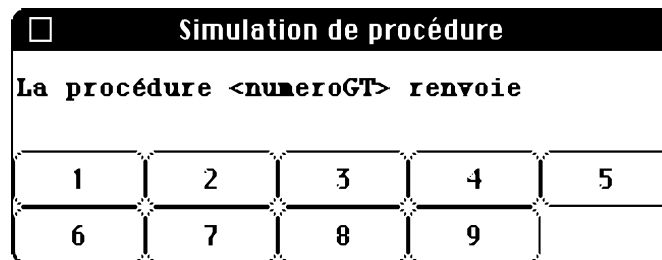 Simulation de procédure
La procédure <numeroGT> renvoie
1 2 3 4 5
6 7 8 9